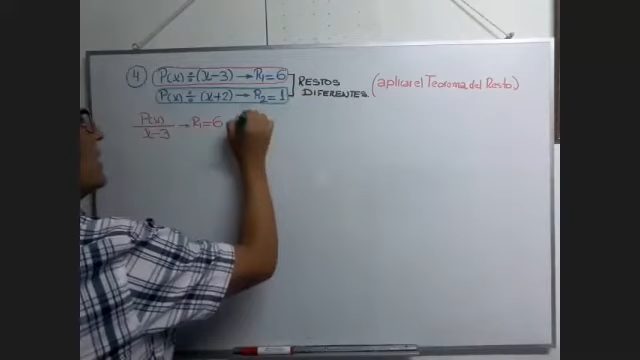 4 P(x) ÷ (x-3) → R₁=6 RESTOS (aplicar el Teorema del Resto)
P(x) ÷ (x+2) → R₂=1 DIFERENTES
P(x)
x-3 → R₁=6